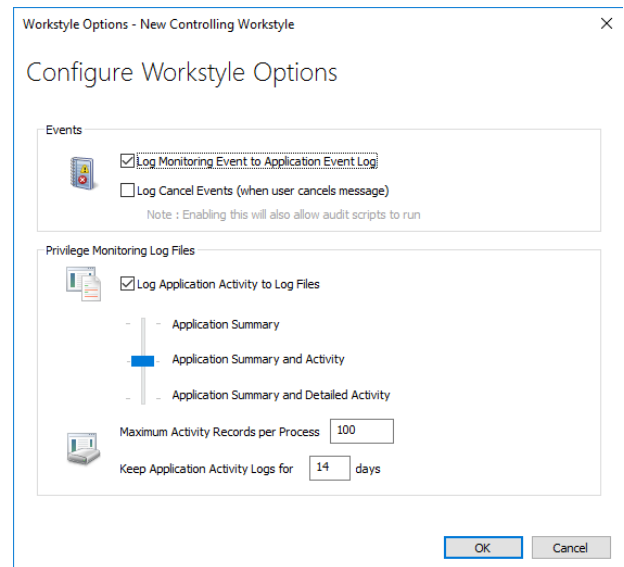 Workstyle Options - New Controlling Workstyle
Configure Workstyle Options
Events
Log Monitoring Event to Application Event Log
Log Cancel Events (when user cancels message)
Note : Enabling this will also allow audit scripts to run
Privilege Monitoring Log Files
Log Application Activity to Log Files
Application Summary
Application Summary and Activity
Application Summary and Detailed Activity
Maximum Activity Records per Process 100
Keep Application Activity Logs for 14 days
OK Cancel